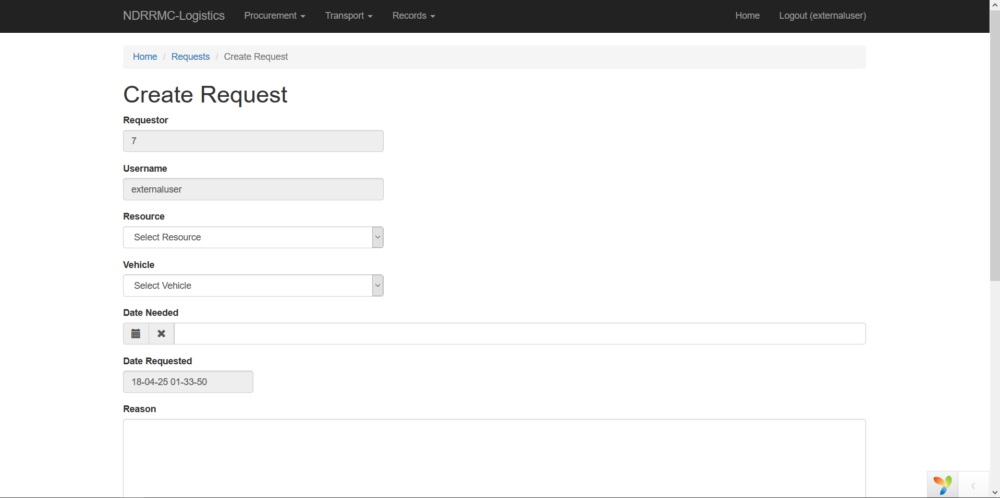 NDRRMC-Logistics Procurement Transport Records Home Logout (externaluser)
Home / Requests / Create Request
Create Request
Requestor
7
Username
externaluser
Resource
Select Resource
Vehicle
Select Vehicle
Date Needed
Date Requested
18-04-25 01-33-50
Reason